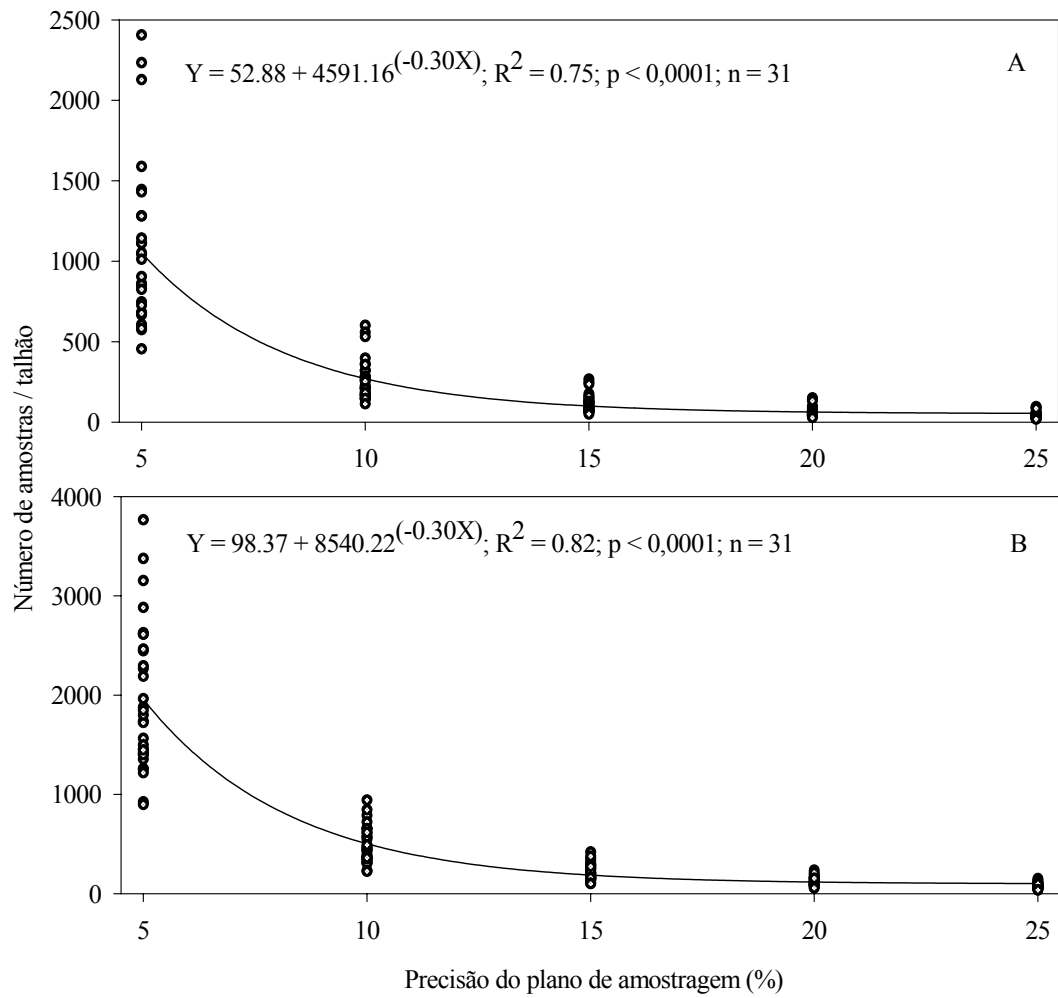 2500
Y = 52.88 + 4591.16^(-0.30X); R^2 = 0.75; p < 0,0001; n = 31
A
2000
1500
1000
500
0
5 10 15 20 25
Número de amostras / talhão
4000
Y = 98.37 + 8540.22^(-0.30X); R^2 = 0.82; p < 0,0001; n = 31
B
3000
2000
1000
0
5 10 15 20 25
Precisão do plano de amostragem (%)